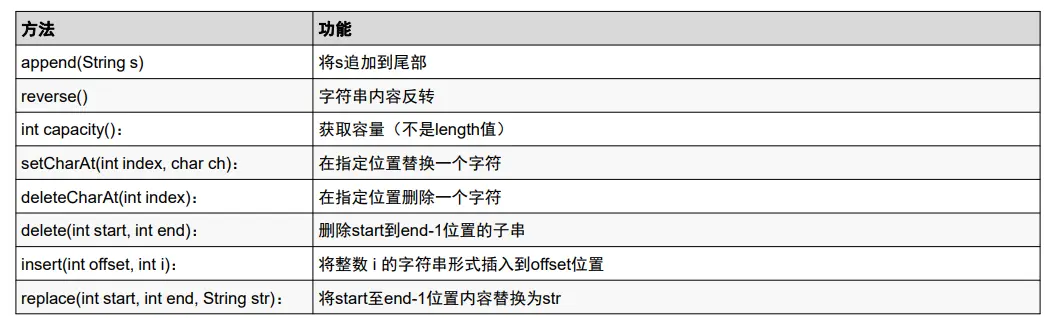 方法 功能
append(String s) 将s追加到尾部
reverse() 字符串内容反转
int capacity()： 获取容量（不是length值）
setCharAt(int index, char ch)： 在指定位置替换一个字符
deleteCharAt(int index)： 在指定位置删除一个字符
delete(int start, int end)： 删除start到end-1位置的子串
insert(int offset, int i)： 将整数 i 的字符串形式插入到offset位置
replace(int start, int end, String str)： 将start至end-1位置内容替换为str